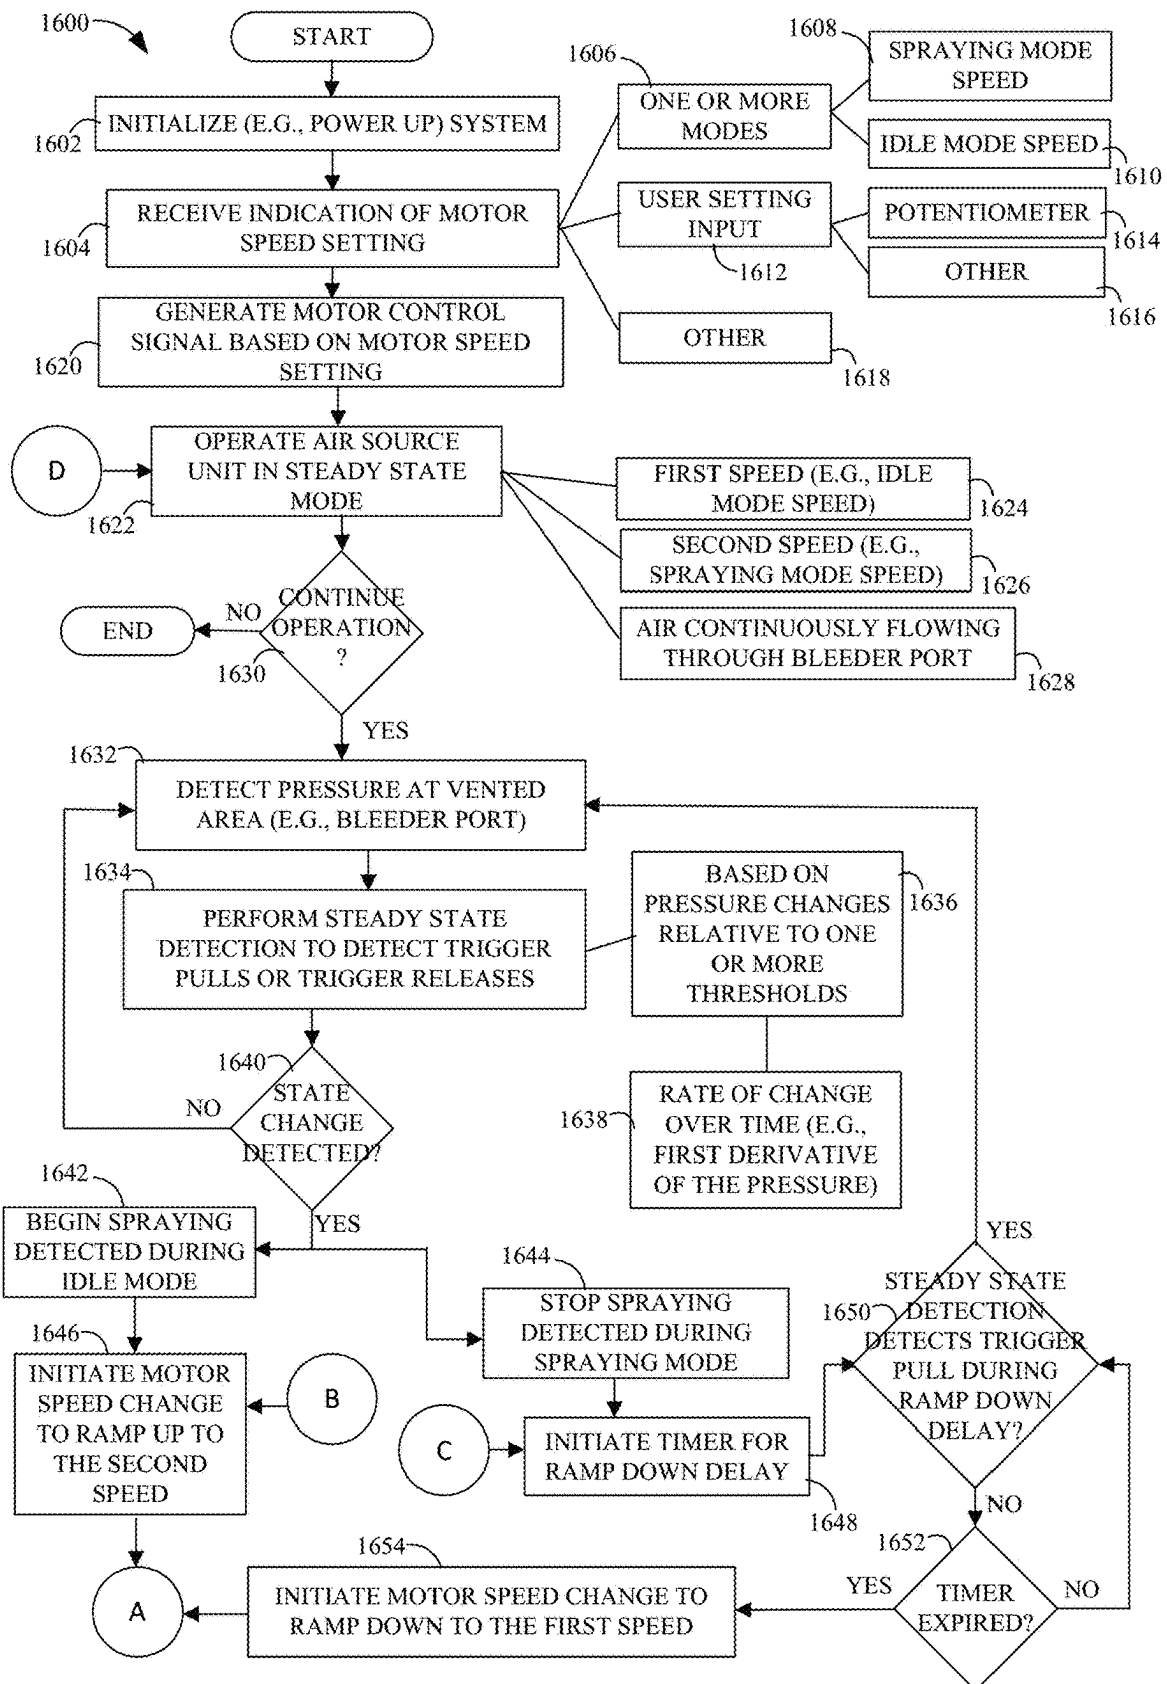 1600
START
1602
INITIALIZE (E.G., POWER UP) SYSTEM
1604
RECEIVE INDICATION OF MOTOR
SPEED SETTING
1606
ONE OR MORE
MODES
1608
SPRAYING MODE
SPEED
IDLE MODE SPEED
1610
USER SETTING
INPUT
1612
POTENTIOMETER
1614
OTHER
1616
OTHER
1618
GENERATE MOTOR CONTROL
SIGNAL BASED ON MOTOR SPEED
SETTING
1620
D
OPERATE AIR SOURCE
UNIT IN STEADY STATE
MODE
1622
FIRST SPEED (E.G., IDLE
MODE SPEED)
1624
SECOND SPEED (E.G.,
SPRAYING MODE SPEED)
1626
AIR CONTINUOUSLY FLOWING
THROUGH BLEEDER PORT
1628
CONTINUE
OPERATION
?
1630
NO
END
YES
1632
DETECT PRESSURE AT VENTED
AREA (E.G., BLEEDER PORT)
1634
PERFORM STEADY STATE
DETECTION TO DETECT TRIGGER
PULLS OR TRIGGER RELEASES
BASED ON
PRESSURE CHANGES
RELATIVE TO ONE
OR MORE
THRESHOLDS
1636
1638
RATE OF CHANGE
OVER TIME (E.G.,
FIRST DERIVATIVE
OF THE PRESSURE)
1640
STATE
CHANGE
DETECTED?
NO
YES
1642
BEGIN SPRAYING
DETECTED DURING
IDLE MODE
1644
STOP SPRAYING
DETECTED DURING
SPRAYING MODE
1646
INITIATE MOTOR
SPEED CHANGE
TO RAMP UP TO
THE SECOND
SPEED
B
C
INITIATE TIMER FOR
RAMP DOWN DELAY
1648
YES
1650
STEADY STATE
DETECTION
DETECTS TRIGGER
PULL DURING
RAMP DOWN
DELAY?
NO
1652
TIMER
EXPIRED?
YES
NO
1654
INITIATE MOTOR SPEED CHANGE TO
RAMP DOWN TO THE FIRST SPEED
A